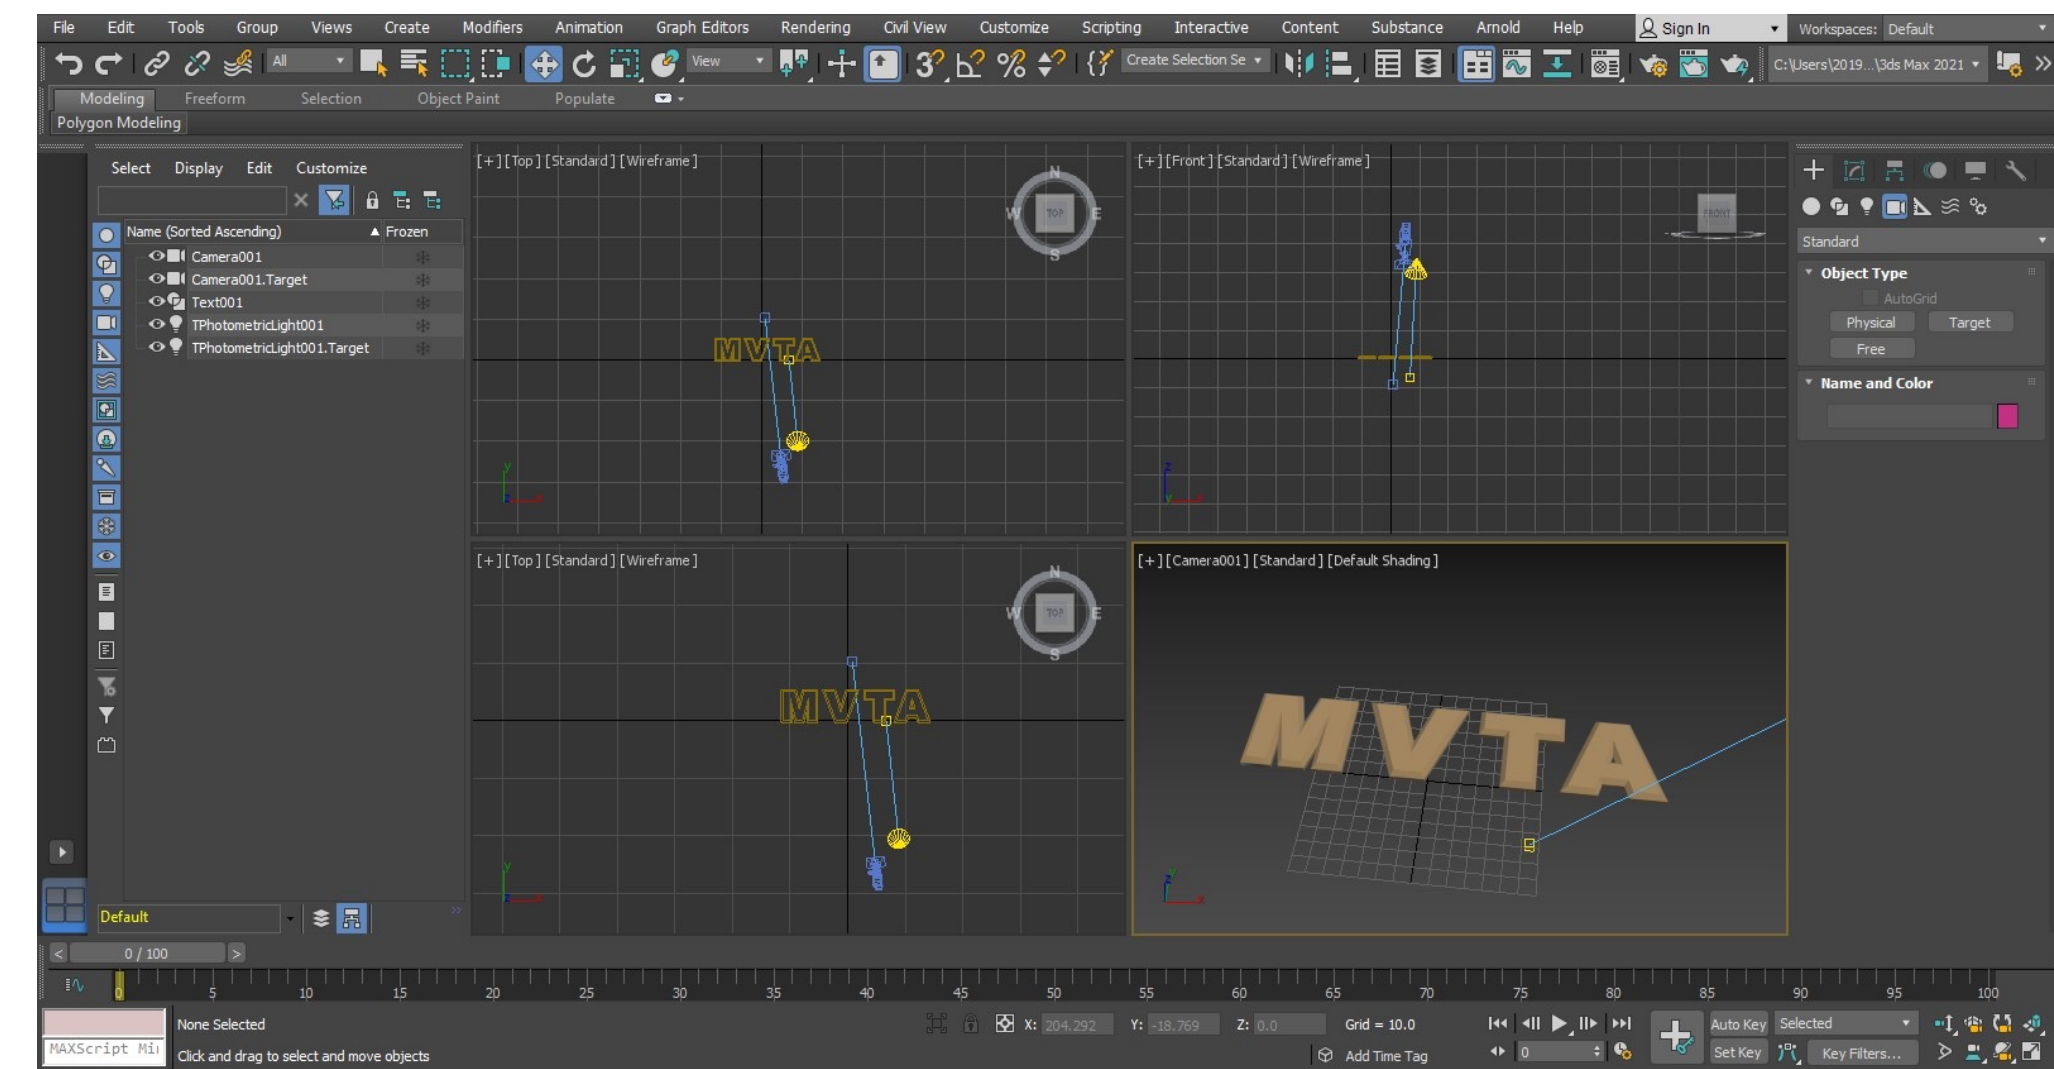 File Edit Tools Group Views Create Modifiers Animation Graph Editors Rendering Civil View Customize Scripting Interactive Content Substance Arnold Help Sign In Workspaces: Default
All View Create Selection Se C:\Users\2019...\3ds Max 2021
Modeling Freeform Selection Object Paint Populate
Polygon Modeling
Select Display Edit Customize
Name (Sorted Ascending) Frozen
Camera001
Camera001.Target
Text001
TPhotometricLight001
TPhotometricLight001.Target
Default
[+] [Top] [Standard] [Wireframe]
N
W TOP E
S
MVTA
y
z x
[+] [Front] [Standard] [Wireframe]
FRONT
z
y x
[+] [Top] [Standard] [Wireframe]
N
W TOP E
S
MVTA
y
z x
[+] [Camera001] [Standard] [Default Shading]
MVTA
z y
x
Standard
Object Type
AutoGrid
Physical Target
Free
Name and Color
< 0 / 100 >
0 5 10 15 20 25 30 35 40 45 50 55 60 65 70 75 80 85 90 95 100
None Selected X: 204.292 Y: -18.769 Z: 0.0 Grid = 10.0 Auto Key Selected
MAXScript Mi Click and drag to select and move objects Add Time Tag 0 Set Key Key Filters...